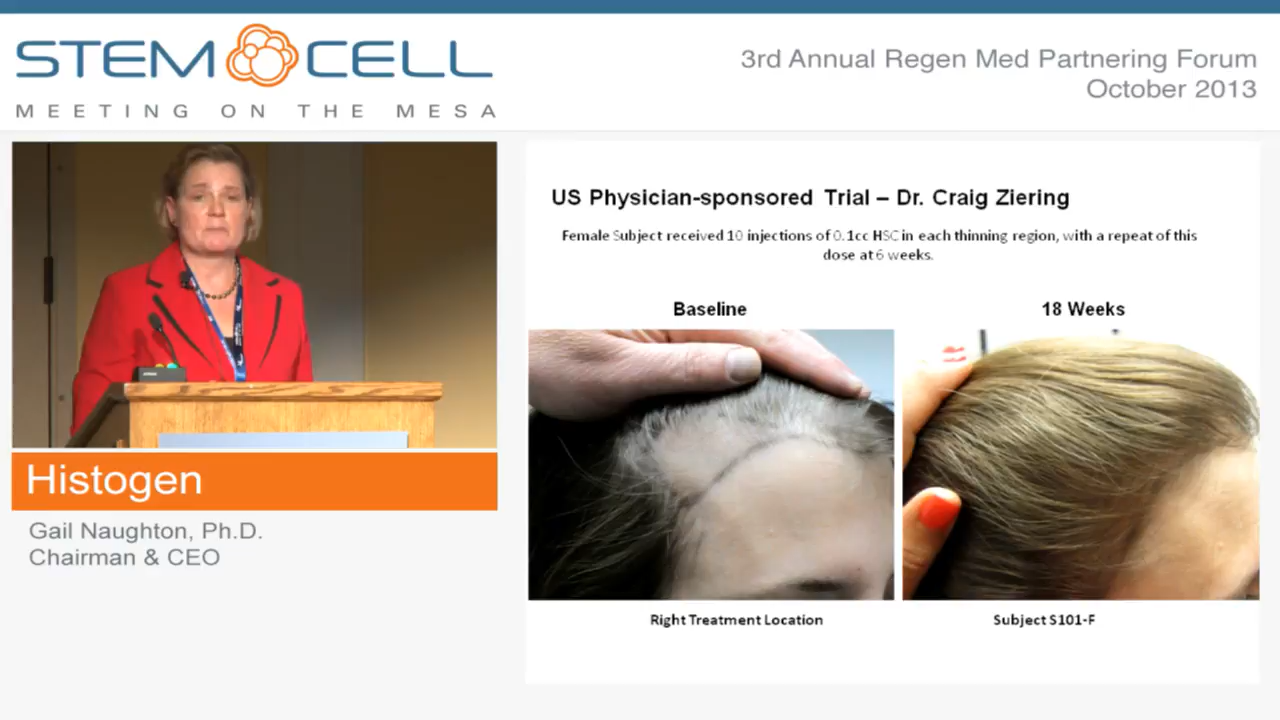 STEM CELL
MEETING ON THE MESA
3rd Annual Regen Med Partnering Forum
October 2013
US Physician-sponsored Trial – Dr. Craig Ziering
Female Subject received 10 injections of 0.1cc HSC in each thinning region, with a repeat of this
dose at 6 weeks.
Baseline
18 Weeks
Right Treatment Location
Subject S101-F
Histogen
Gail Naughton, Ph.D.
Chairman & CEO